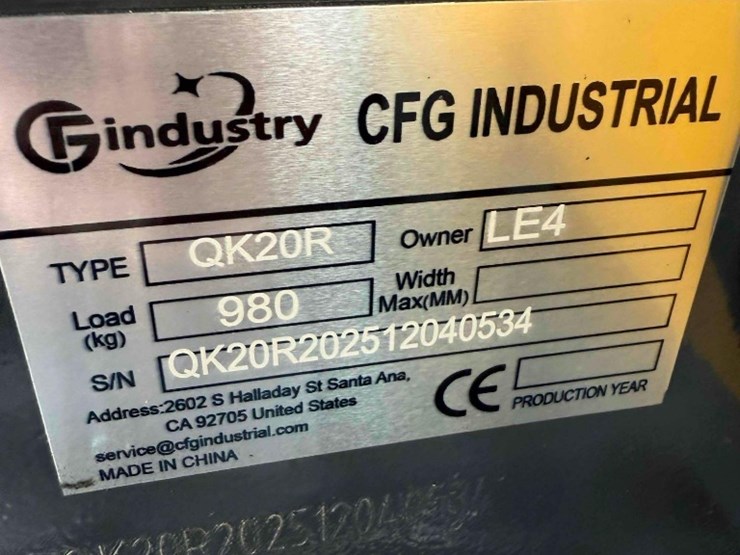 CFGindustry CFG INDUSTRIAL
TYPE QK20R Owner LE4
Load (kg) 980 Width Max(MM)
S/N QK20R202512040534
Address:2602 S Halladay St Santa Ana,
CA 92705 United States
service@cfgindustrial.com
MADE IN CHINA
CE PRODUCTION YEAR
QK20R202512040534